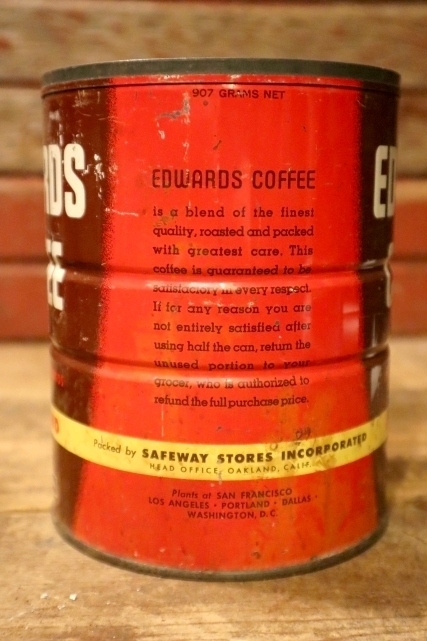 907 GRAMS NET
EDWARDS COFFEE
is a blend of the finest
quality, roasted and packed
with greatest care. This
coffee is guaranteed to be
satisfactory in every respect.
If for any reason you are
not entirely satisfied after
using half the can, return the
unused portion to your
grocer, who is authorized to
refund the full purchase price.
Packed by SAFEWAY STORES INCORPORATED
HEAD OFFICE, OAKLAND, CALIF.
Plants at SAN FRANCISCO
LOS ANGELES · PORTLAND · DALLAS ·
WASHINGTON, D.C.
RDS
EE
ED